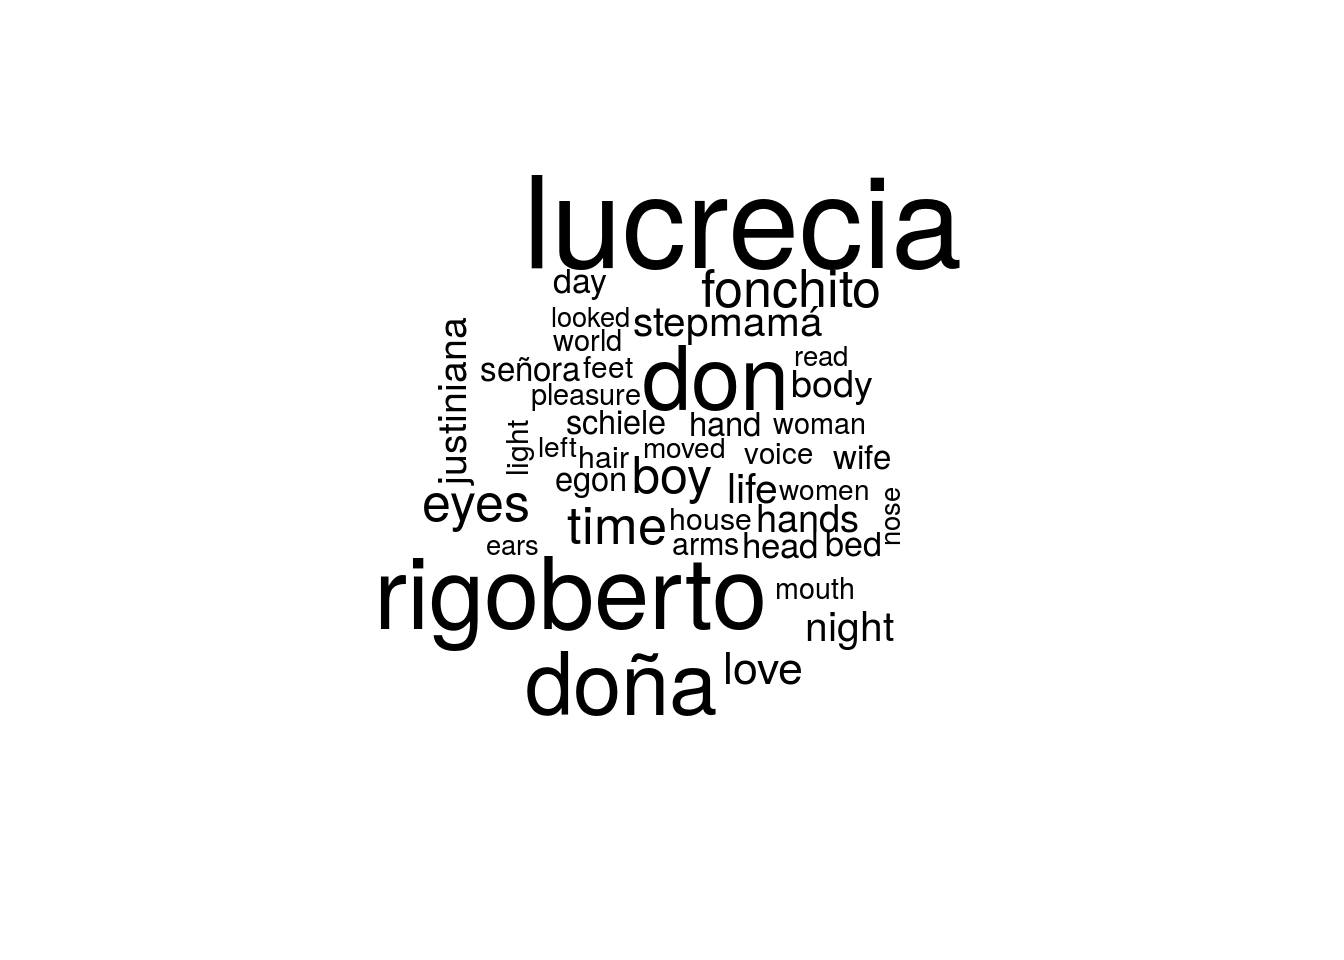 lucrecia
day
fonchito
looked
stepmamá
world
justiniana
señora
feet
don
read
body
pleasure
schiele
hand
woman
light
left
hair
moved
voice
wife
egon
boy
life
women
eyes
time
house
hands
nose
ears
arms
head
bed
rigoberto
mouth
night
doña
love